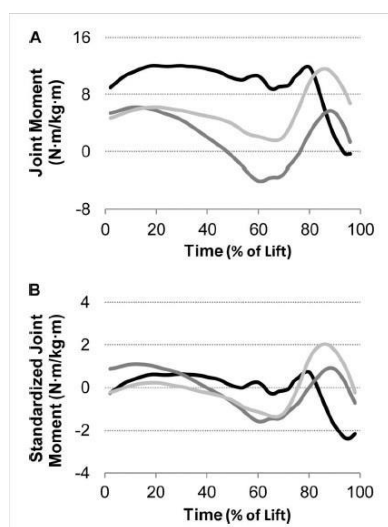 A
16
8
0
-8
Joint Moment
(N·m/kg·m)
0 20 40 60 80 100
Time (% of Lift)
B
4
2
0
-2
-4
Standardized Joint
Moment (N·m/kg·m)
0 20 40 60 80 100
Time (% of Lift)